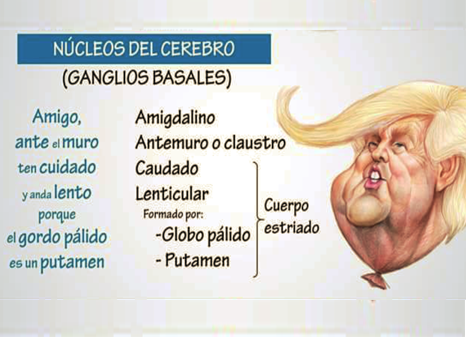 NÚCLEOS DEL CEREBRO
(GANGLIOS BASALES)
Amigo,
ante el muro
ten cuidado
y anda lento
porque
el gordo pálido
es un putamen
Amigdalino
Antemuro o claustro
Caudado
Lenticular
Formado por:
-Globo pálido
- Putamen
Cuerpo
estriado